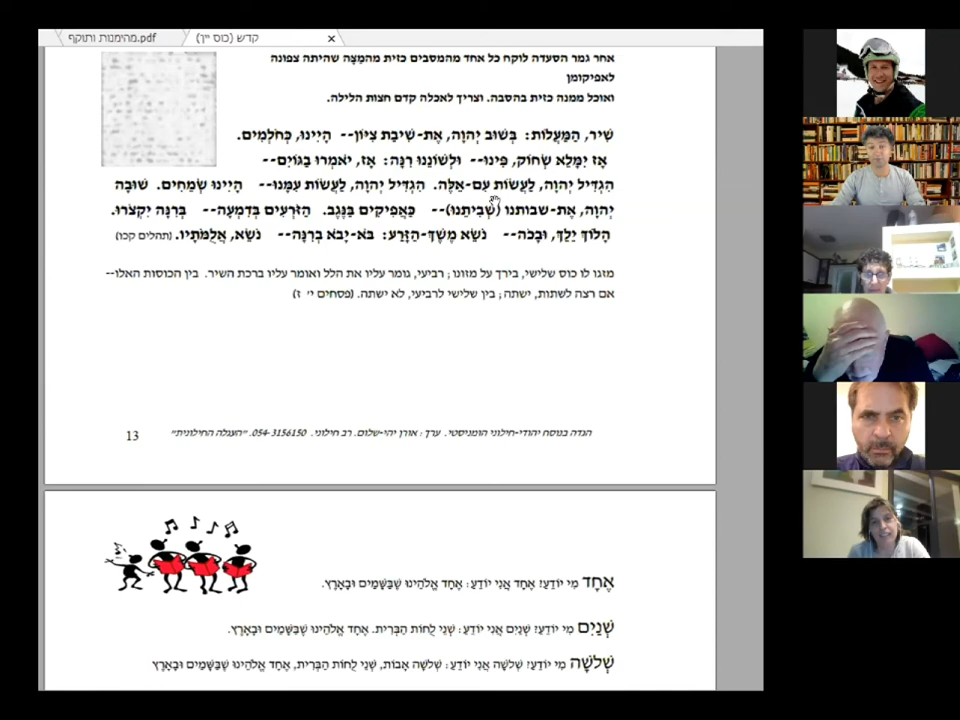 מהימנות ותוקף.pdf
קדש (כוס יין)
אחר גמר הסעדה לוקח כל אחד מהמסבים כזית מהמצה שהיתה צפונה
לאפיקומן
ואוכל ממנה כזית בהסבה. וצריך לאכלה קדם חצות הלילה.
שִׁיר, הַמַּעֲלוֹת: בְּשׁוּב יְהוָה, אֶת-שִׁיבַת צִיּוֹן-- הָיִינוּ, כְּחֹלְמִים.
אָז יִמָּלֵא שְׂחוֹק, פִּינוּ-- וּלְשׁוֹנֵנוּ רִנָּה: אָז, יֹאמְרוּ בַגּוֹיִם--
הִגְדִּיל יְהוָה, לַעֲשׂוֹת עִם-אֵלֶּה. הִגְדִּיל יְהוָה, לַעֲשׂוֹת עִמָּנוּ-- הָיִינוּ שְׂמֵחִים. שׁוּבָה
יְהוָה, אֶת-שבותנו (שְׁבִיתֵנוּ)-- כַּאֲפִיקִים בַּנֶּגֶב. הַזֹּרְעִים בְּדִמְעָה-- בְּרִנָּה יִקְצֹרוּ.
הָלוֹךְ יֵלֵךְ, וּבָכֹה-- נֹשֵׂא מֶשֶׁךְ-הַזָּרַע: בֹּא-יָבֹא בְרִנָּה-- נֹשֵׂא, אֲלֻמֹּתָיו. (תהלים קכו)
מזגו לו כוס שלישי, בירך על מזונו; רביעי, גומר עליו את הלל ואומר עליו ברכת השיר. בין הכוסות האלו--
אם רצה לשתות, ישתה; בין שלישי לרביעי, לא ישתה. (פסחים י' ז)
הגדה בנוסח יהודי-חילוני הומניסטי. ערך: אורן יהי-שלום. רב חילוני. 054-3156150. "העגלה החילונית"
13
אֶחָד מִי יוֹדֵעַ? אֶחָד אֲנִי יוֹדֵעַ: אֶחָד אֱלֹהֵינוּ שֶׁבַּשָּׁמַיִם וּבָאָרֶץ.
שְׁנַיִם מִי יוֹדֵעַ? שְׁנַיִם אֲנִי יוֹדֵעַ: שְׁנֵי לֻחוֹת הַבְּרִית. אֶחָד אֱלֹהֵינוּ שֶׁבַּשָּׁמַיִם וּבָאָרֶץ.
שְׁלֹשָׁה מִי יוֹדֵעַ? שְׁלֹשָׁה אֲנִי יוֹדֵעַ: שְׁלֹשָׁה אָבוֹת, שְׁנֵי לֻחוֹת הַבְּרִית, אֶחָד אֱלֹהֵינוּ שֶׁבַּשָּׁמַיִם וּבָאָרֶץ